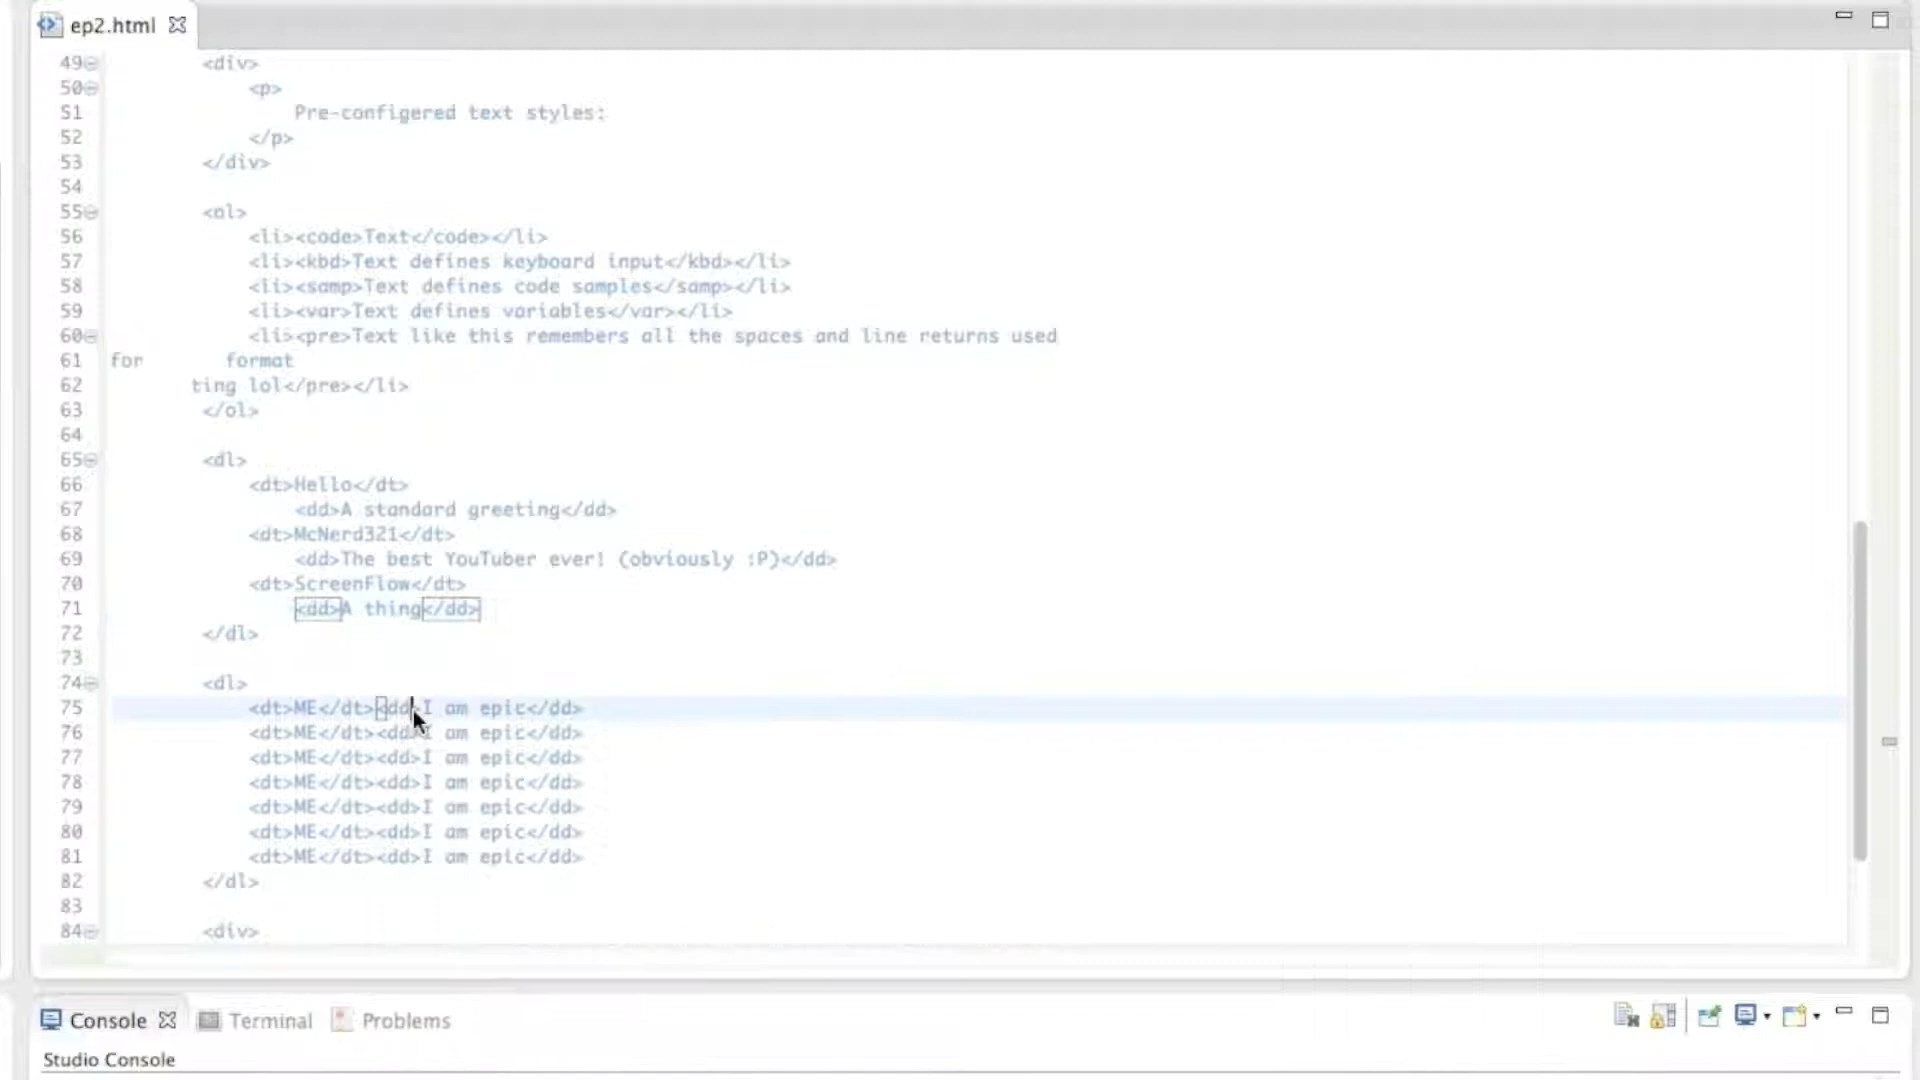 ep2.html
49 <div>
50 <p>
51 Pre-configered text styles:
52 </p>
53 </div>
54
55 <ol>
56 <li><code>Text</code></li>
57 <li><kbd>Text defines keyboard input</kbd></li>
58 <li><samp>Text defines code samples</samp></li>
59 <li><var>Text defines variables</var></li>
60 <li><pre>Text like this remembers all the spaces and line returns used
61 for format
62 ting lol</pre></li>
63 </ol>
64
65 <dl>
66 <dt>Hello</dt>
67 <dd>A standard greeting</dd>
68 <dt>McNerd321</dt>
69 <dd>The best YouTuber ever! (obviously :P)</dd>
70 <dt>ScreenFlow</dt>
71 <dd>A thing</dd>
72 </dl>
73
74 <dl>
75 <dt>ME</dt><dd>I am epic</dd>
76 <dt>ME</dt><dd>I am epic</dd>
77 <dt>ME</dt><dd>I am epic</dd>
78 <dt>ME</dt><dd>I am epic</dd>
79 <dt>ME</dt><dd>I am epic</dd>
80 <dt>ME</dt><dd>I am epic</dd>
81 <dt>ME</dt><dd>I am epic</dd>
82 </dl>
83
84 <div>
Console Terminal Problems
Studio Console